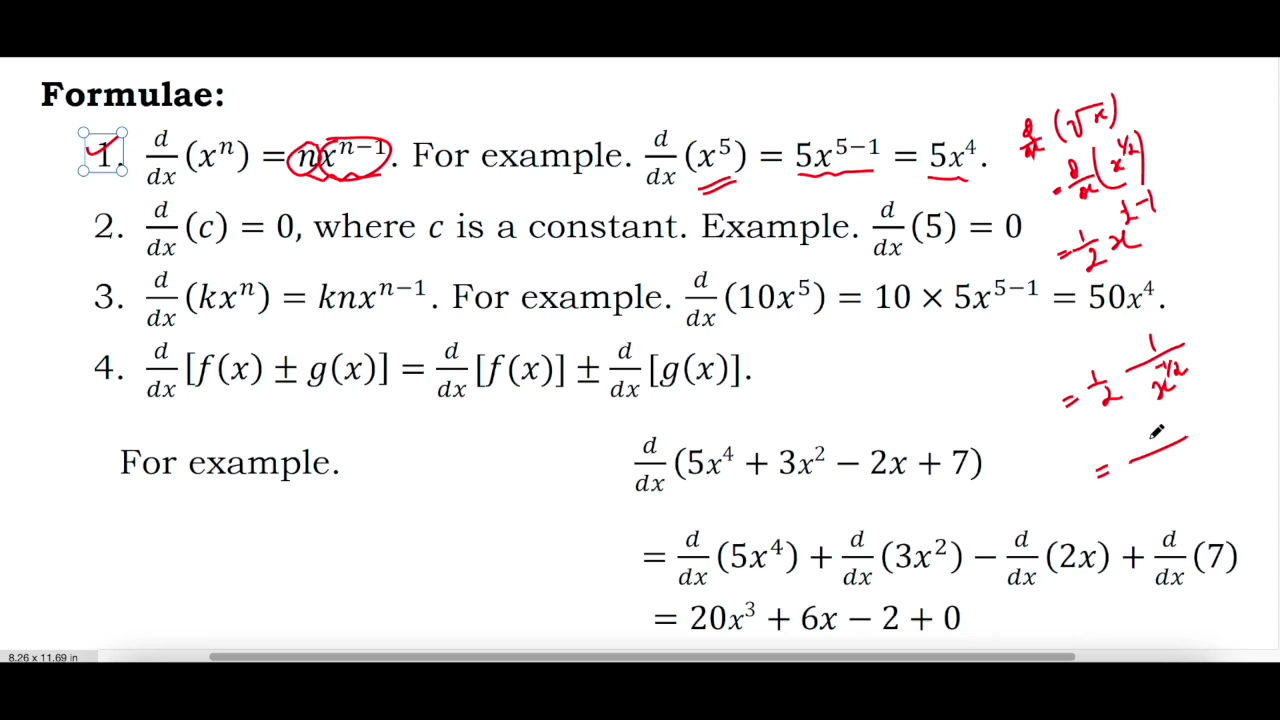 Formulae:
1. d/dx (xⁿ) = nxⁿ⁻¹. For example. d/dx (x⁵) = 5x⁵⁻¹ = 5x⁴.
2. d/dx (c) = 0, where c is a constant. Example. d/dx (5) = 0
3. d/dx (kxⁿ) = knxⁿ⁻¹. For example. d/dx (10x⁵) = 10 × 5x⁵⁻¹ = 50x⁴.
4. d/dx [f(x) ± g(x)] = d/dx [f(x)] ± d/dx [g(x)].
For example. d/dx (5x⁴ + 3x² − 2x + 7)
= d/dx (5x⁴) + d/dx (3x²) − d/dx (2x) + d/dx (7)
= 20x³ + 6x − 2 + 0
d/dx (√x)
= d/dx (x^1/2)
= 1/2 x
= 1/2 1/x^-1/2
=
8.26 x 11.69 in